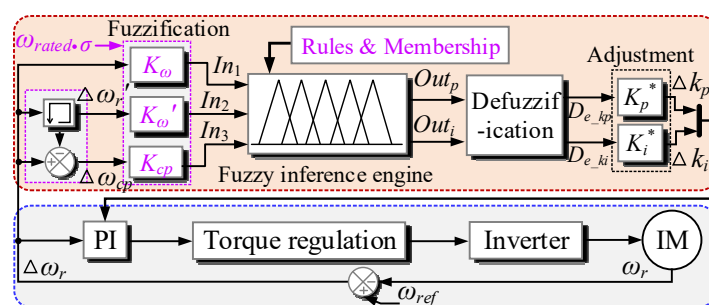 Fuzzification
ω_rated•σ
Rules & Membership
Adjustment
K_ω
In_1
Δω_r′
K_ω′
In_2
Out_p
Defuzzif
-ication
D_e_kp
K_p*
Δk_p
In_3
Out_i
D_e_ki
K_i*
Δk_i
Δω_cp
K_cp
Fuzzy inference engine
PI
Torque regulation
Inverter
IM
Δω_r
ω_r
ω_ref